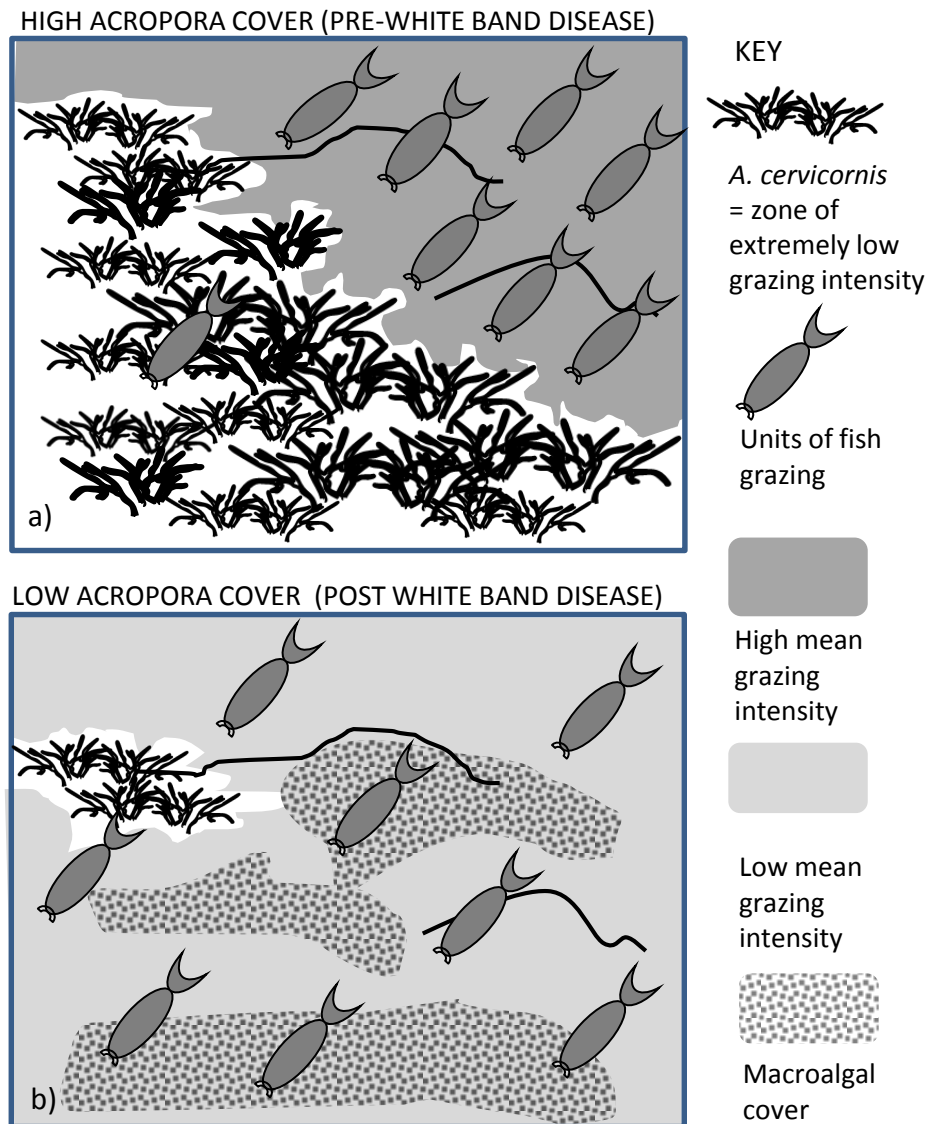 HIGH ACROPORA COVER (PRE-WHITE BAND DISEASE)
a)
LOW ACROPORA COVER (POST WHITE BAND DISEASE)
b)
KEY
A. cervicornis
= zone of
extremely low
grazing intensity
Units of fish
grazing
High mean
grazing
intensity
Low mean
grazing
intensity
Macroalgal
cover